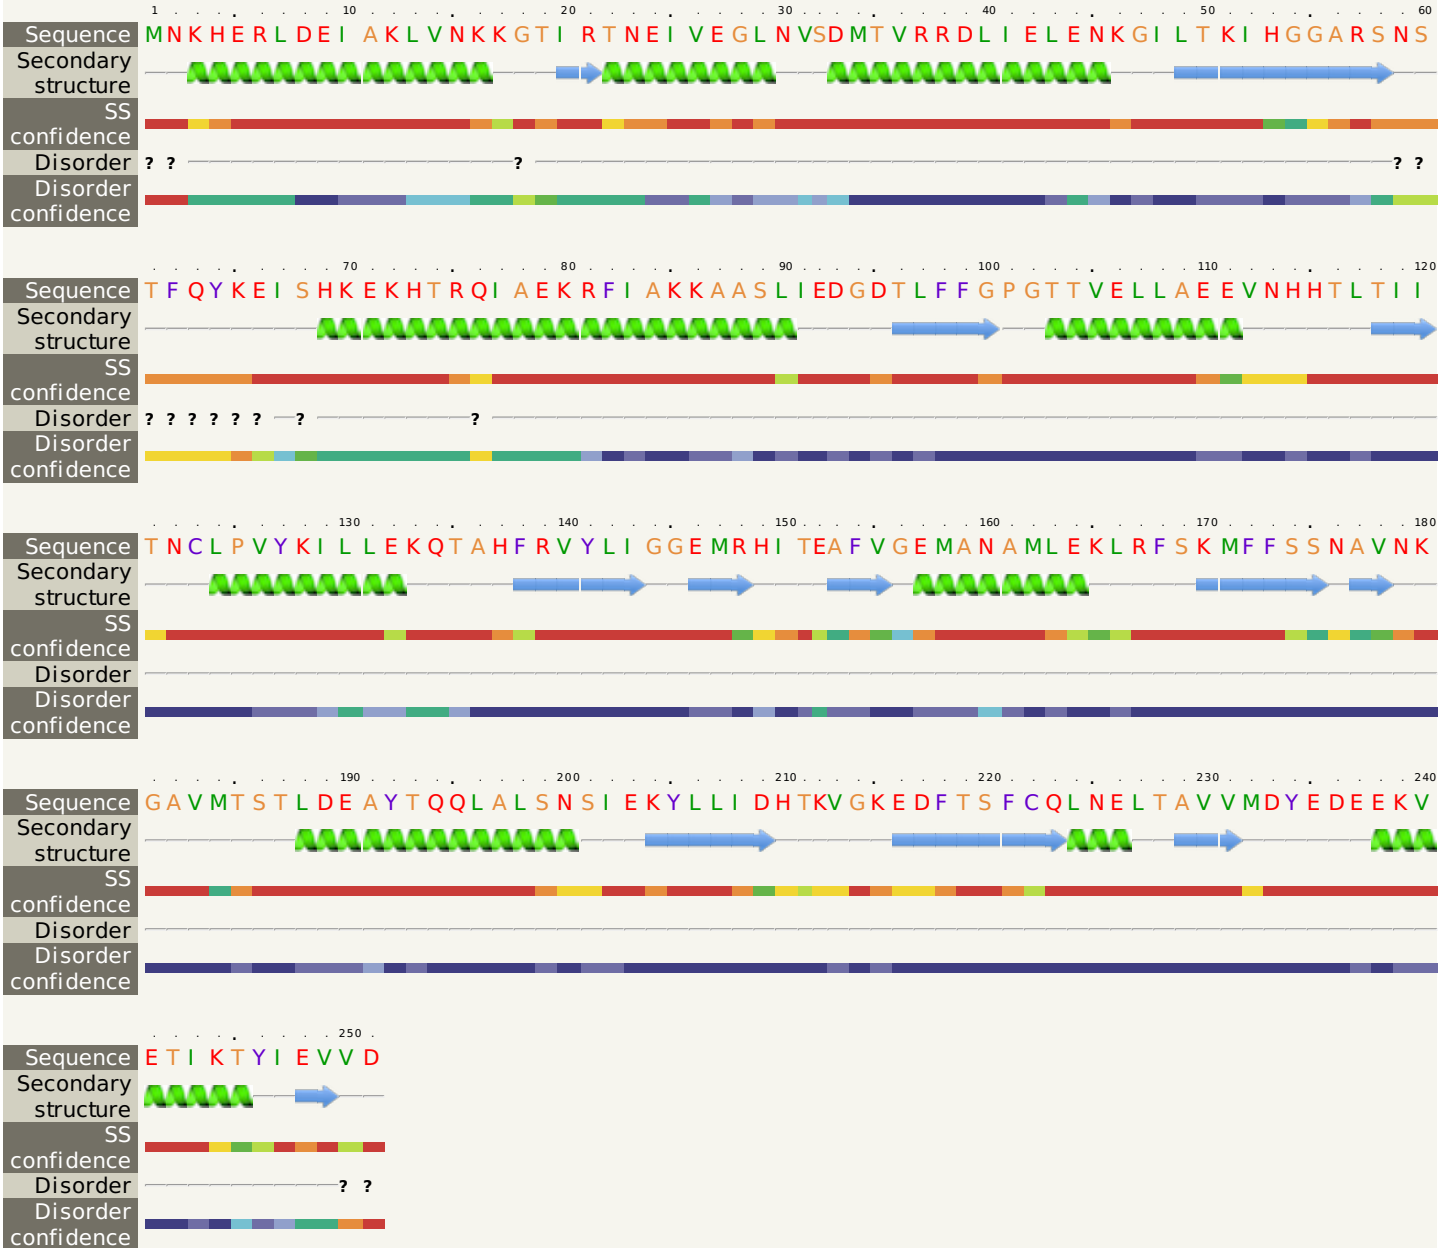 1 . . . . . . . . 10 . . . . . . . . . 20 . . . . . . . . . 30 . . . . . . . . . 40 . . . . . . . . . 50 . . . . . . . . . 60
Sequence MNKHERLDEIAKLVNKKGTIRTNEIVEGLNVSDMTVRRDLIELENKGILTKIHGGARSNS
Secondary
structure
SS
confidence
Disorder ? ? ? ? ?
Disorder
confidence
. . . . . . . . 70 . . . . . . . . . 80 . . . . . . . . . 90 . . . . . . . . . 100 . . . . . . . . . 110 . . . . . . . . . 120
Sequence TFQYKEISHKEKHTRQIAEKRFIAKKAASLIEDGDTLFFGPGTTVELLAEEVNHHTLTII
Secondary
structure
SS
confidence
Disorder ? ? ? ? ? ? ? ?
Disorder
confidence
. . . . . . . . 130 . . . . . . . . . 140 . . . . . . . . . 150 . . . . . . . . . 160 . . . . . . . . . 170 . . . . . . . . . 180
Sequence TNCLPVYKILLEKQTAHFRVYLIGGEMRHITEAFVGEMANAMLEKLRFSKMFFSSNAVNK
Secondary
structure
SS
confidence
Disorder
Disorder
confidence
. . . . . . . . 190 . . . . . . . . . 200 . . . . . . . . . 210 . . . . . . . . . 220 . . . . . . . . . 230 . . . . . . . . . 240
Sequence GAVMTSTLDEAYTQQLALSNSIEKYLLIDHTKVGKEDFTSFCQLNELTAVVMDYEDEEKV
Secondary
structure
SS
confidence
Disorder
Disorder
confidence
. . . . . . . . 250 .
Sequence ETIKTYIEVVD
Secondary
structure
SS
confidence
Disorder ? ?
Disorder
confidence